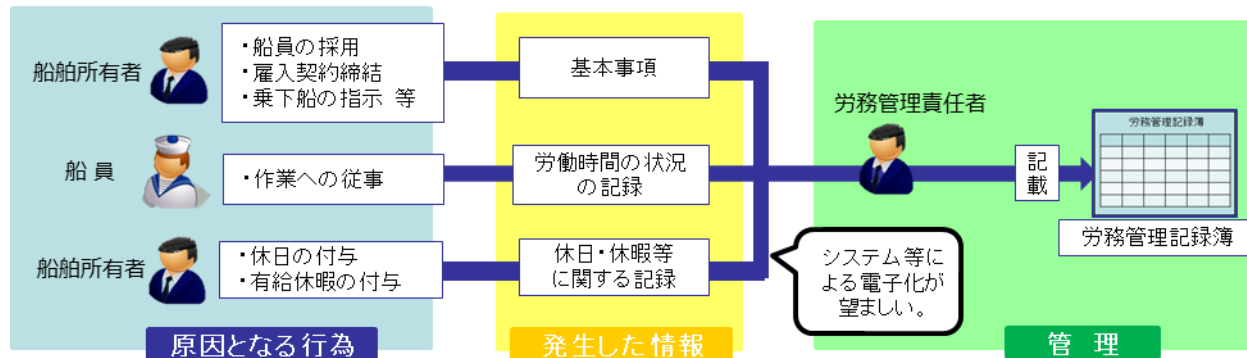 船舶所有者
・船員の採用
・雇入契約締結
・乗下船の指示 等
基本事項
船 員
・作業への従事
労働時間の状況
の記録
船舶所有者
・休日の付与
・有給休暇の付与
休日・休暇等
に関する記録
労務管理責任者
記
載
労務管理記録簿
労務管理記録簿
システム等に
よる電子化が
望ましい。
原因となる行為
発生した情報
管 理